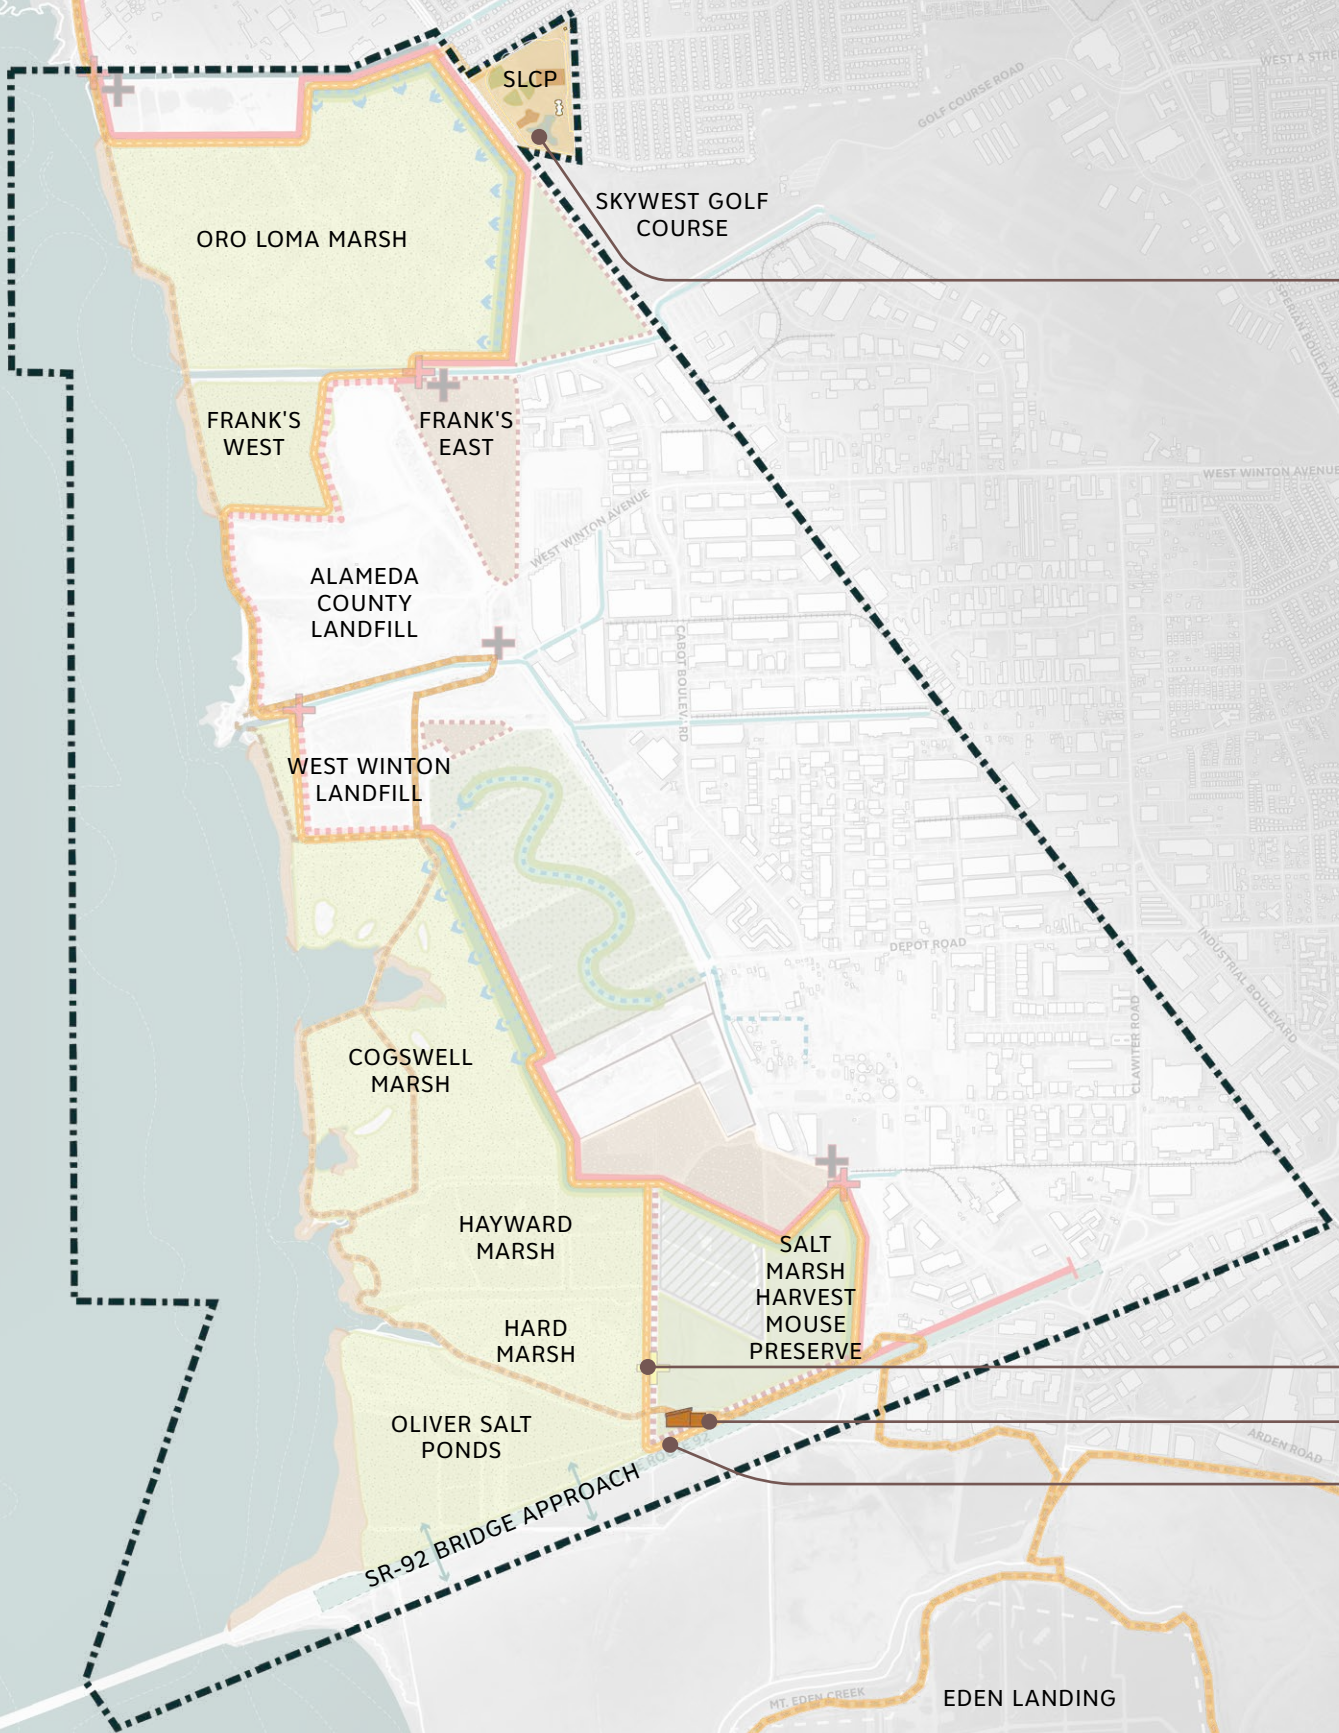 WEST A STRE
SLCP
GOLF COURSE ROAD
SKYWEST GOLF
COURSE
ORO LOMA MARSH
HESPERIAN BOULEVAR
FRANK'S
WEST
FRANK'S
EAST
WEST WINTON AVENUE
WEST WINTON AVENUE
ALAMEDA
COUNTY
LANDFILL
CABOT BOULEVARD
WEST WINTON
LANDFILL
DEPOT ROAD
INDUSTRIAL BOULEVARD
CLAWITER ROAD
COGSWELL
MARSH
HAYWARD
MARSH
SALT
MARSH
HARVEST
MOUSE
PRESERVE
HARD
MARSH
OLIVER SALT
PONDS
ARDEN ROAD
SR-92 BRIDGE APPROACH
MT. EDEN CREEK
EDEN LANDING